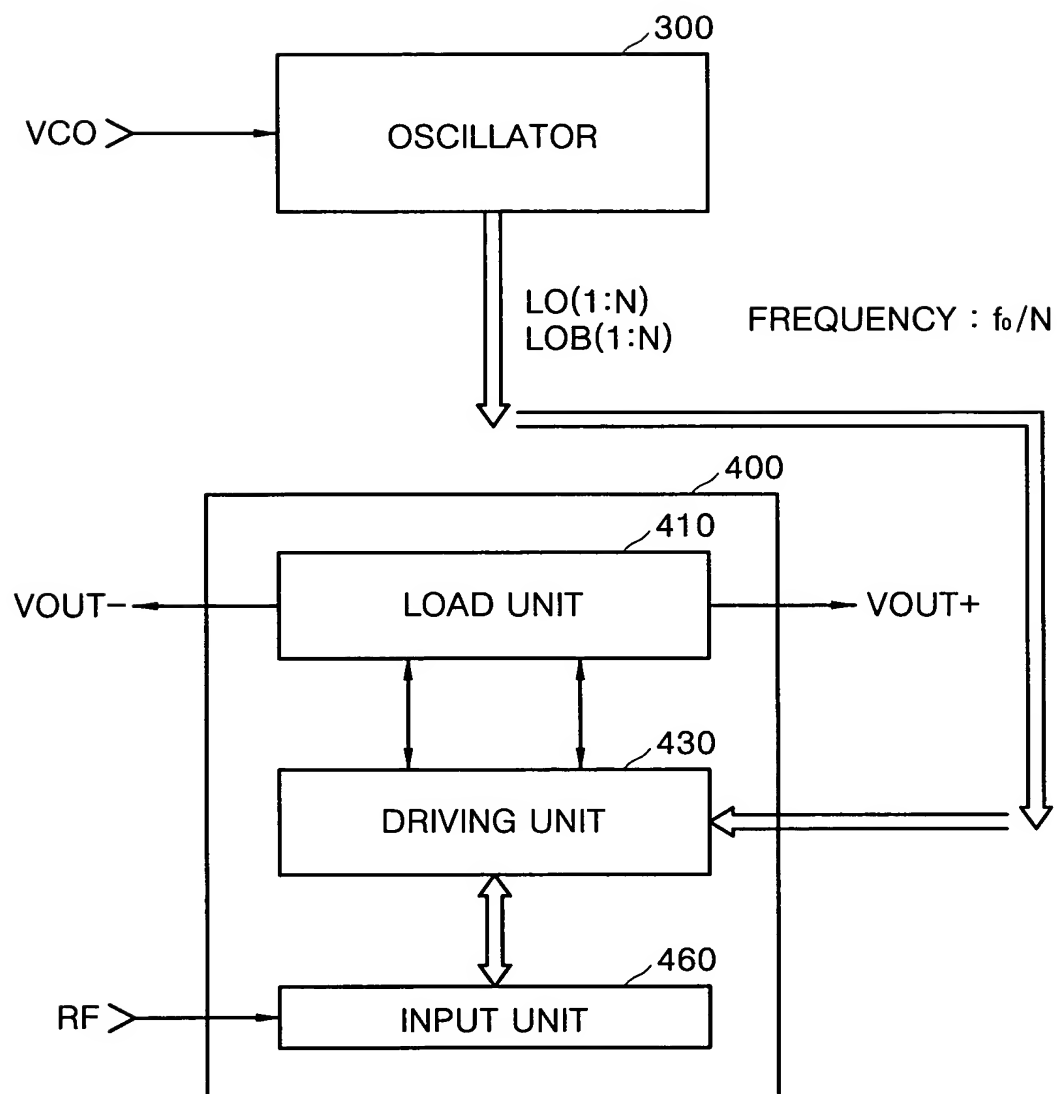 300
VCO
OSCILLATOR
LO(1:N)
LOB(1:N)
FREQUENCY : f₀/N
400
410
VOUT-
LOAD UNIT
VOUT+
430
DRIVING UNIT
460
RF
INPUT UNIT